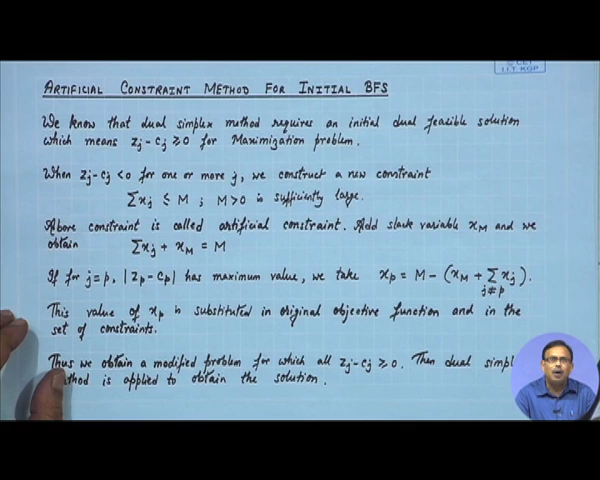 © CET
I.I.T. KGP
ARTIFICIAL CONSTRAINT METHOD FOR INITIAL BFS
We know that dual simplex method requires an initial dual feasible solution
which means zj - cj ≥ 0 for Maximization problem.
When zj - cj < 0 for one or more j, we construct a new constraint
∑xj ≤ M ; M > 0 is sufficiently large.
Above constraint is called artificial constraint. Add slack variable xM and we
obtain ∑xj + xM = M
If for j = p, |zp - cp| has maximum value, we take xp = M - (xM + ∑ xj).
j≠p
This value of xp is substituted in original objective function and in the
set of constraints.
Thus we obtain a modified problem for which all zj - cj ≥ 0. Then dual simpl
method is applied to obtain the solution.